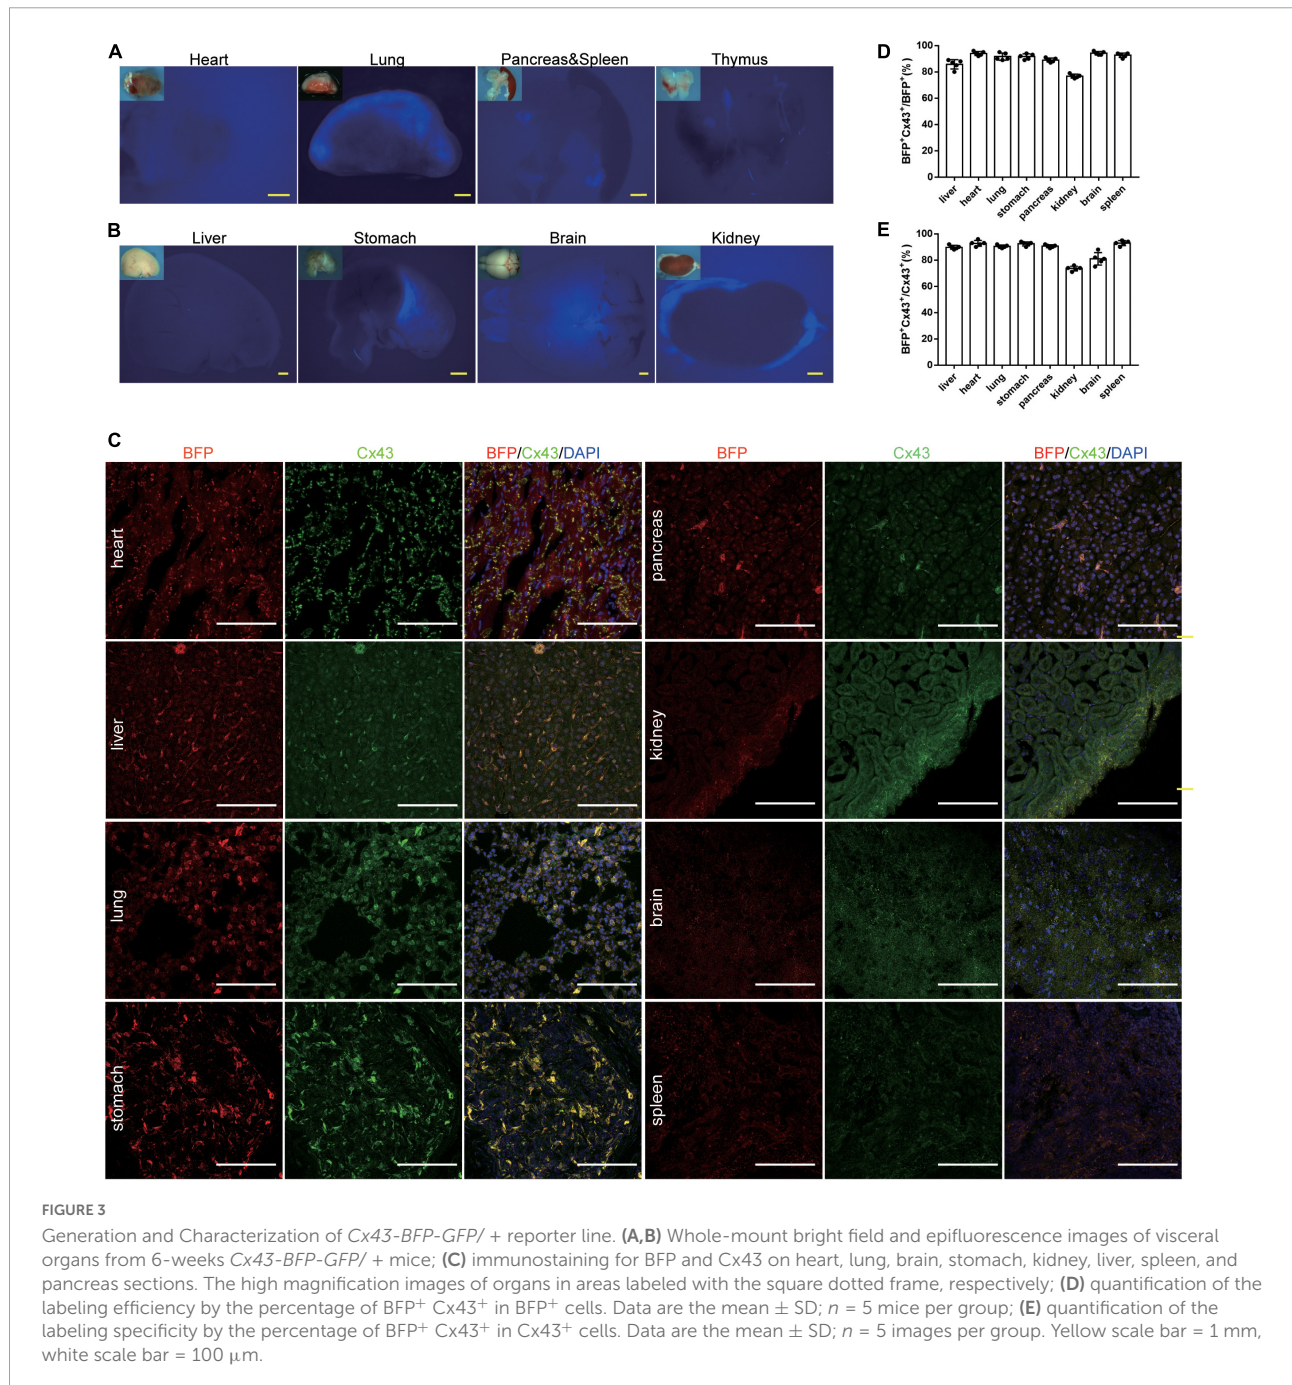 A
Heart
Lung
Pancreas&Spleen
Thymus
B
Liver
Stomach
Brain
Kidney
D
BFP⁺Cx43⁺/BFP⁺(%)
100
80
60
40
20
0
liver
heart
lung
stomach
pancreas
kidney
brain
spleen
E
BFP⁺Cx43⁺/Cx43⁺(%)
100
80
60
40
20
0
liver
heart
lung
stomach
pancreas
kidney
brain
spleen
C
BFP
Cx43
BFP/Cx43/DAPI
BFP
Cx43
BFP/Cx43/DAPI
heart
pancreas
liver
kidney
lung
brain
stomach
spleen
FIGURE 3
Generation and Characterization of Cx43-BFP-GFP/ + reporter line. (A,B) Whole-mount bright field and epifluorescence images of visceral
organs from 6-weeks Cx43-BFP-GFP/ + mice; (C) immunostaining for BFP and Cx43 on heart, lung, brain, stomach, kidney, liver, spleen, and
pancreas sections. The high magnification images of organs in areas labeled with the square dotted frame, respectively; (D) quantification of the
labeling efficiency by the percentage of BFP⁺ Cx43⁺ in BFP⁺ cells. Data are the mean ± SD; n = 5 mice per group; (E) quantification of the
labeling specificity by the percentage of BFP⁺ Cx43⁺ in Cx43⁺ cells. Data are the mean ± SD; n = 5 images per group. Yellow scale bar = 1 mm,
white scale bar = 100 μm.